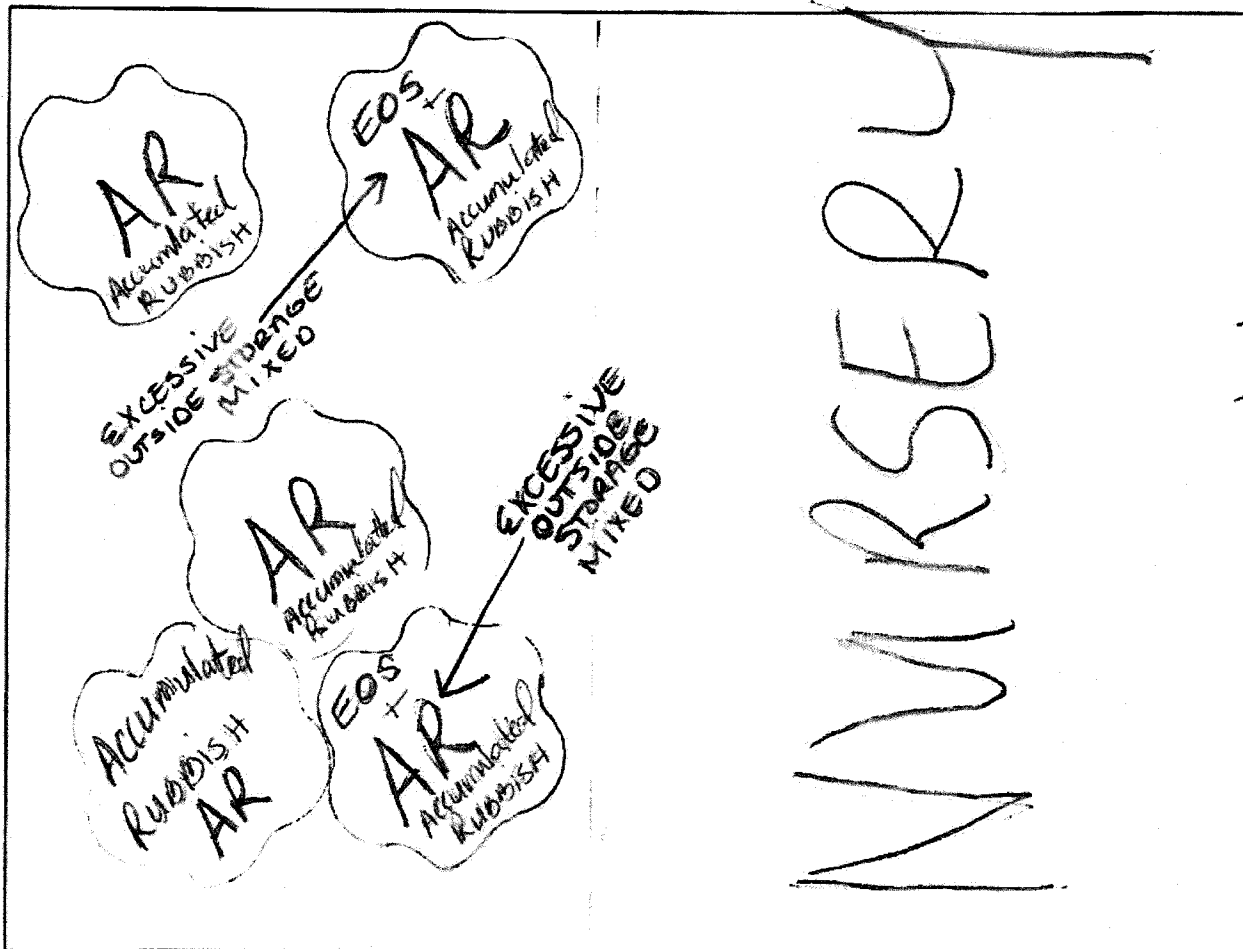 AR
Accumlated
RUBBISH
EOS
+
AR
Accumulated
RUBBISH
EXCESSIVE
OUTSIDE STORAGE
MIXED
AR
Accumulated
RUBBISH
EXCESSIVE
OUTSIDE
STORAGE
MIXED
Accumulated
RUBBISH
AR
EOS
+
AR
Accumulated
RUBBISH
NURSERY